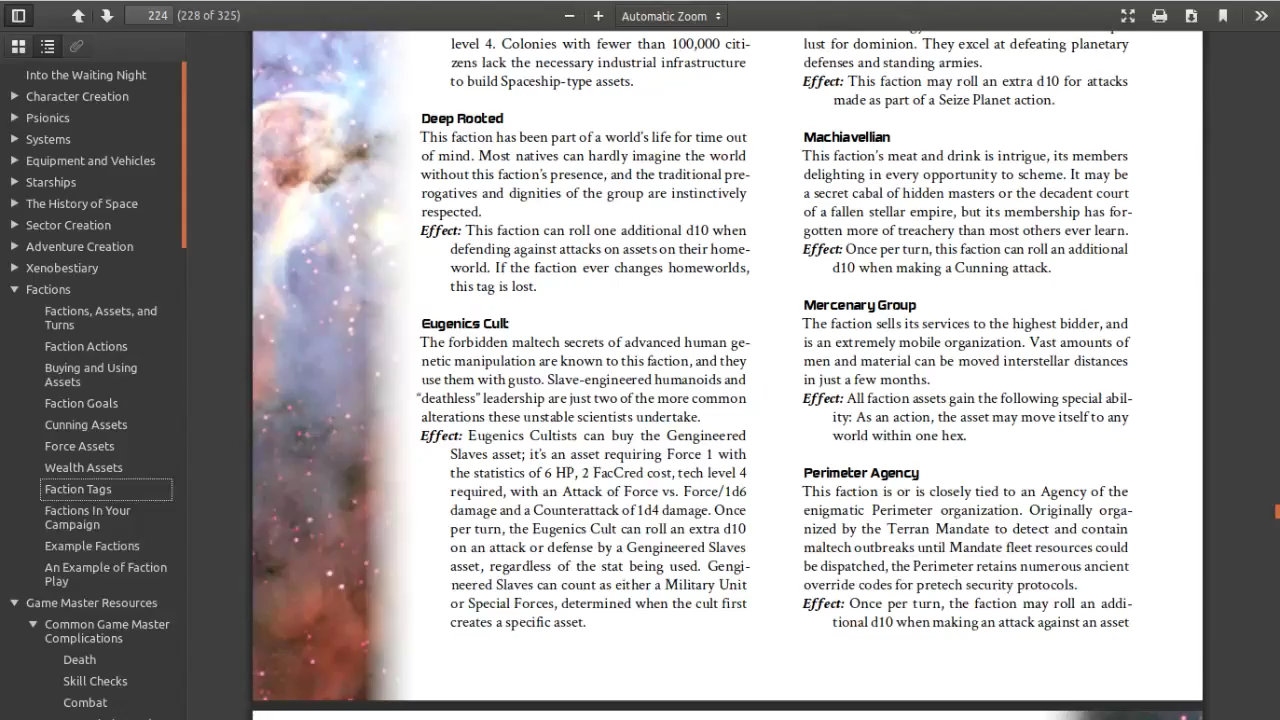 224 (228 of 325)
Automatic Zoom
Into the Waiting Night
Character Creation
Psionics
Systems
Equipment and Vehicles
Starships
The History of Space
Sector Creation
Adventure Creation
Xenobestiary
Factions
Factions, Assets, and
Turns
Faction Actions
Buying and Using
Assets
Faction Goals
Cunning Assets
Force Assets
Wealth Assets
Faction Tags
Factions In Your
Campaign
Example Factions
An Example of Faction
Play
Game Master Resources
Common Game Master
Complications
Death
Skill Checks
Combat
level 4. Colonies with fewer than 100,000 citi-
zens lack the necessary industrial infrastructure
to build Spaceship-type assets.
Deep Rooted
This faction has been part of a world's life for time out
of mind. Most natives can hardly imagine the world
without this faction's presence, and the traditional pre-
rogatives and dignities of the group are instinctively
respected.
Effect: This faction can roll one additional d10 when
defending against attacks on assets on their home-
world. If the faction ever changes homeworlds,
this tag is lost.
Eugenics Cult
The forbidden maltech secrets of advanced human ge-
netic manipulation are known to this faction, and they
use them with gusto. Slave-engineered humanoids and
“deathless” leadership are just two of the more common
alterations these unstable scientists undertake.
Effect: Eugenics Cultists can buy the Gengineered
Slaves asset; it's an asset requiring Force 1 with
the statistics of 6 HP, 2 FacCred cost, tech level 4
required, with an Attack of Force vs. Force/1d6
damage and a Counterattack of 1d4 damage. Once
per turn, the Eugenics Cult can roll an extra d10
on an attack or defense by a Gengineered Slaves
asset, regardless of the stat being used. Gengi-
neered Slaves can count as either a Military Unit
or Special Forces, determined when the cult first
creates a specific asset.
lust for dominion. They excel at defeating planetary
defenses and standing armies.
Effect: This faction may roll an extra d10 for attacks
made as part of a Seize Planet action.
Machiavellian
This faction's meat and drink is intrigue, its members
delighting in every opportunity to scheme. It may be
a secret cabal of hidden masters or the decadent court
of a fallen stellar empire, but its membership has for-
gotten more of treachery than most others ever learn.
Effect: Once per turn, this faction can roll an additional
d10 when making a Cunning attack.
Mercenary Group
The faction sells its services to the highest bidder, and
is an extremely mobile organization. Vast amounts of
men and material can be moved interstellar distances
in just a few months.
Effect: All faction assets gain the following special abil-
ity: As an action, the asset may move itself to any
world within one hex.
Perimeter Agency
This faction is or is closely tied to an Agency of the
enigmatic Perimeter organization. Originally orga-
nized by the Terran Mandate to detect and contain
maltech outbreaks until Mandate fleet resources could
be dispatched, the Perimeter retains numerous ancient
override codes for pretech security protocols.
Effect: Once per turn, the faction may roll an addi-
tional d10 when making an attack against an asset